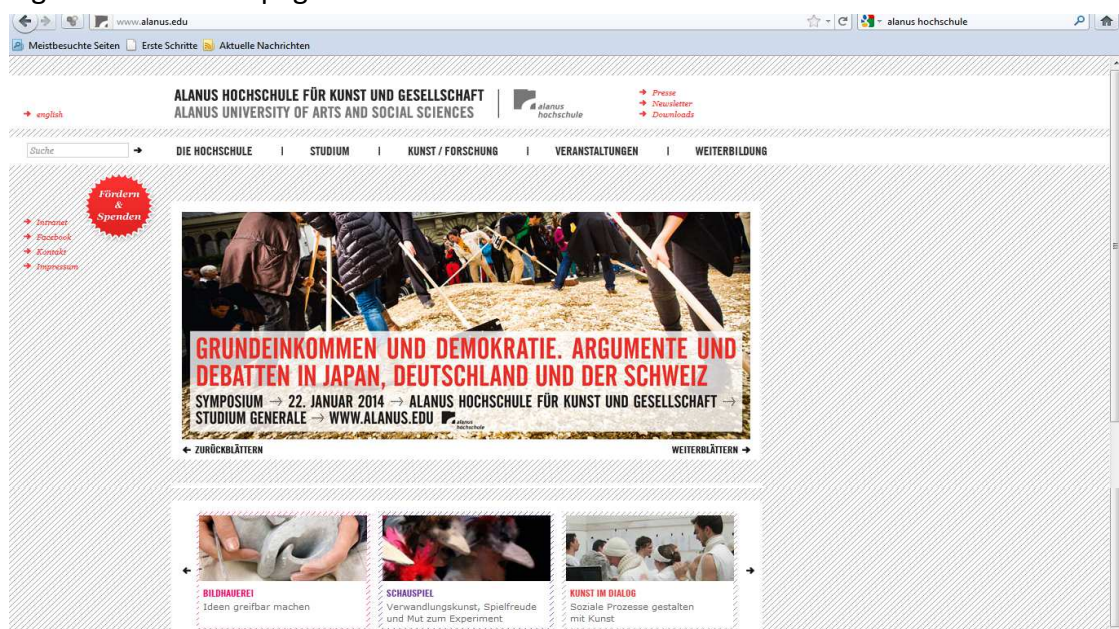 www.alanus.edu
alanus hochschule
Meistbesuchte Seiten Erste Schritte Aktuelle Nachrichten
ALANUS HOCHSCHULE FÜR KUNST UND GESELLSCHAFT
ALANUS UNIVERSITY OF ARTS AND SOCIAL SCIENCES
alanus
hochschule
Presse
Newsletter
Downloads
english
Suche
DIE HOCHSCHULE I STUDIUM I KUNST / FORSCHUNG I VERANSTALTUNGEN I WEITERBILDUNG
Fördern
&
Spenden
Intranet
Facebook
Kontakt
Impressum
GRUNDEINKOMMEN UND DEMOKRATIE. ARGUMENTE UND
DEBATTEN IN JAPAN, DEUTSCHLAND UND DER SCHWEIZ
SYMPOSIUM → 22. JANUAR 2014 → ALANUS HOCHSCHULE FÜR KUNST UND GESELLSCHAFT →
STUDIUM GENERALE → WWW.ALANUS.EDU alanus
hochschule
← ZURÜCKBLÄTTERN
WEITERBLÄTTERN →
BILDHAUEREI
Ideen greifbar machen
SCHAUSPIEL
Verwandlungskunst, Spielfreude
und Mut zum Experiment
KUNST IM DIALOG
Soziale Prozesse gestalten
mit Kunst